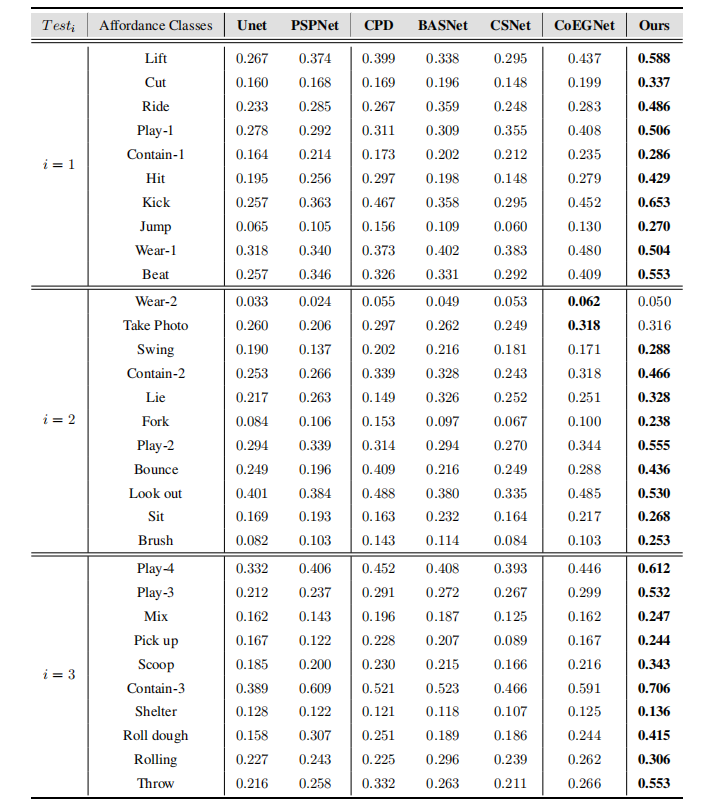 Test_i Affordance Classes Unet PSPNet CPD BASNet CSNet CoEGNet Ours
Lift 0.267 0.374 0.399 0.338 0.295 0.437 0.588
Cut 0.160 0.168 0.169 0.196 0.148 0.199 0.337
Ride 0.233 0.285 0.267 0.359 0.248 0.283 0.486
Play-1 0.278 0.292 0.311 0.309 0.355 0.408 0.506
Contain-1 0.164 0.214 0.173 0.202 0.212 0.235 0.286
i = 1
Hit 0.195 0.256 0.297 0.198 0.148 0.279 0.429
Kick 0.257 0.363 0.467 0.358 0.295 0.452 0.653
Jump 0.065 0.105 0.156 0.109 0.060 0.130 0.270
Wear-1 0.318 0.340 0.373 0.402 0.383 0.480 0.504
Beat 0.257 0.346 0.326 0.331 0.292 0.409 0.553
Wear-2 0.033 0.024 0.055 0.049 0.053 0.062 0.050
Take Photo 0.260 0.206 0.297 0.262 0.249 0.318 0.316
Swing 0.190 0.137 0.202 0.216 0.181 0.171 0.288
Contain-2 0.253 0.266 0.339 0.328 0.243 0.318 0.466
Lie 0.217 0.263 0.149 0.326 0.252 0.251 0.328
i = 2 Fork 0.084 0.106 0.153 0.097 0.067 0.100 0.238
Play-2 0.294 0.339 0.314 0.294 0.270 0.344 0.555
Bounce 0.249 0.196 0.409 0.216 0.249 0.288 0.436
Look out 0.401 0.384 0.488 0.380 0.335 0.485 0.530
Sit 0.169 0.193 0.163 0.232 0.164 0.217 0.268
Brush 0.082 0.103 0.143 0.114 0.084 0.103 0.253
Play-4 0.332 0.406 0.452 0.408 0.393 0.446 0.612
Play-3 0.212 0.237 0.291 0.272 0.267 0.299 0.532
Mix 0.162 0.143 0.196 0.187 0.125 0.162 0.247
Pick up 0.167 0.122 0.228 0.207 0.089 0.167 0.244
Scoop 0.185 0.200 0.230 0.215 0.166 0.216 0.343
i = 3
Contain-3 0.389 0.609 0.521 0.523 0.466 0.591 0.706
Shelter 0.128 0.122 0.121 0.118 0.107 0.125 0.136
Roll dough 0.158 0.307 0.251 0.189 0.186 0.244 0.415
Rolling 0.227 0.243 0.225 0.296 0.239 0.262 0.306
Throw 0.216 0.258 0.332 0.263 0.211 0.266 0.553